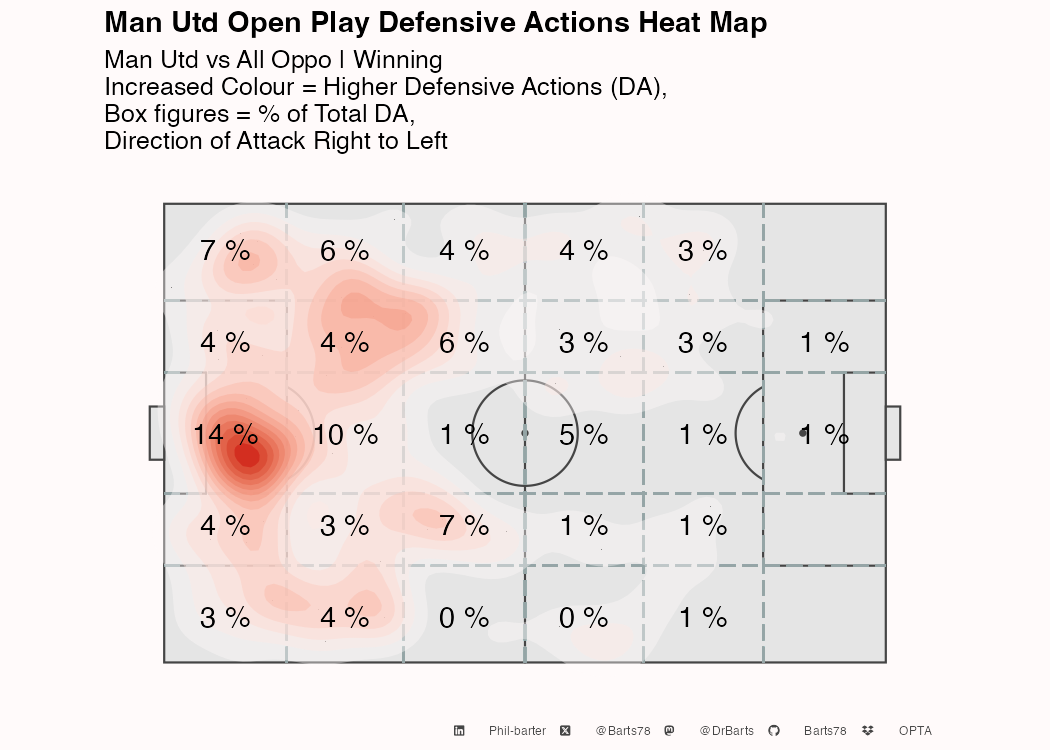 Man Utd Open Play Defensive Actions Heat Map
Man Utd vs All Oppo | Winning
Increased Colour = Higher Defensive Actions (DA),
Box figures = % of Total DA,
Direction of Attack Right to Left
7 % 6 % 4 % 4 % 3 %
4 % 4 % 6 % 3 % 3 % 1 %
14 % 10 % 1 % 5 % 1 % 1 %
4 % 3 % 7 % 1 % 1 %
3 % 4 % 0 % 0 % 1 %
Phil-barter @Barts78 @DrBarts Barts78 OPTA